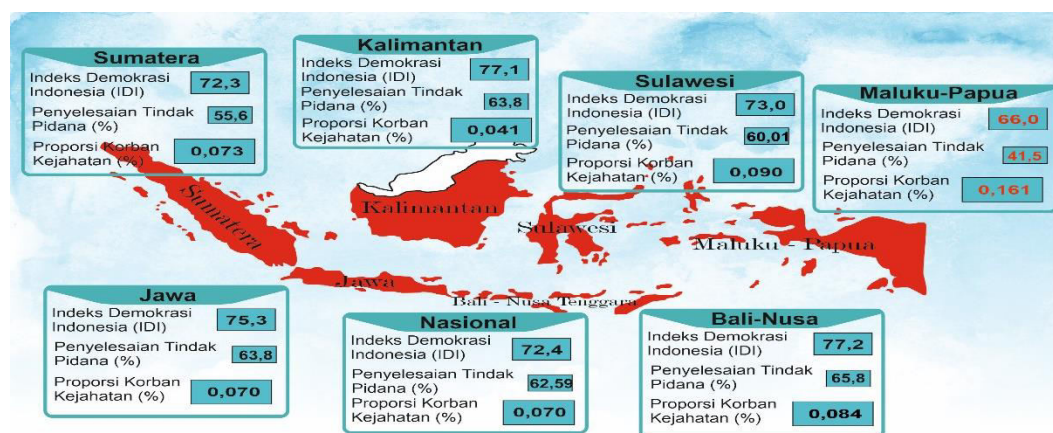 Sumatera
Indeks Demokrasi
Indonesia (IDI)
72,3
Penyelesaian Tindak
Pidana (%)
55,6
Proporsi Korban
Kejahatan (%)
0,073
Kalimantan
Indeks Demokrasi
Indonesia (IDI)
77,1
Penyelesaian Tindak
Pidana (%)
63,8
Proporsi Korban
Kejahatan (%)
0,041
Sulawesi
Indeks Demokrasi
Indonesia (IDI)
73,0
Penyelesaian Tindak
Pidana (%)
60,01
Proporsi Korban
Kejahatan (%)
0,090
Maluku-Papua
Indeks Demokrasi
Indonesia (IDI)
66,0
Penyelesaian Tindak
Pidana (%)
41,5
Proporsi Korban
Kejahatan (%)
0,161
Sumatera
Kalimantan
Sulawesi
Maluku - Papua
Jawa
Bali - Nusa Tenggara
Jawa
Indeks Demokrasi
Indonesia (IDI)
75,3
Penyelesaian Tindak
Pidana (%)
63,8
Proporsi Korban
Kejahatan (%)
0,070
Nasional
Indeks Demokrasi
Indonesia (IDI)
72,4
Penyelesaian Tindak
Pidana (%)
62,59
Proporsi Korban
Kejahatan (%)
0,070
Bali-Nusa
Indeks Demokrasi
Indonesia (IDI)
77,2
Penyelesaian Tindak
Pidana (%)
65,8
Proporsi Korban
Kejahatan (%)
0,084